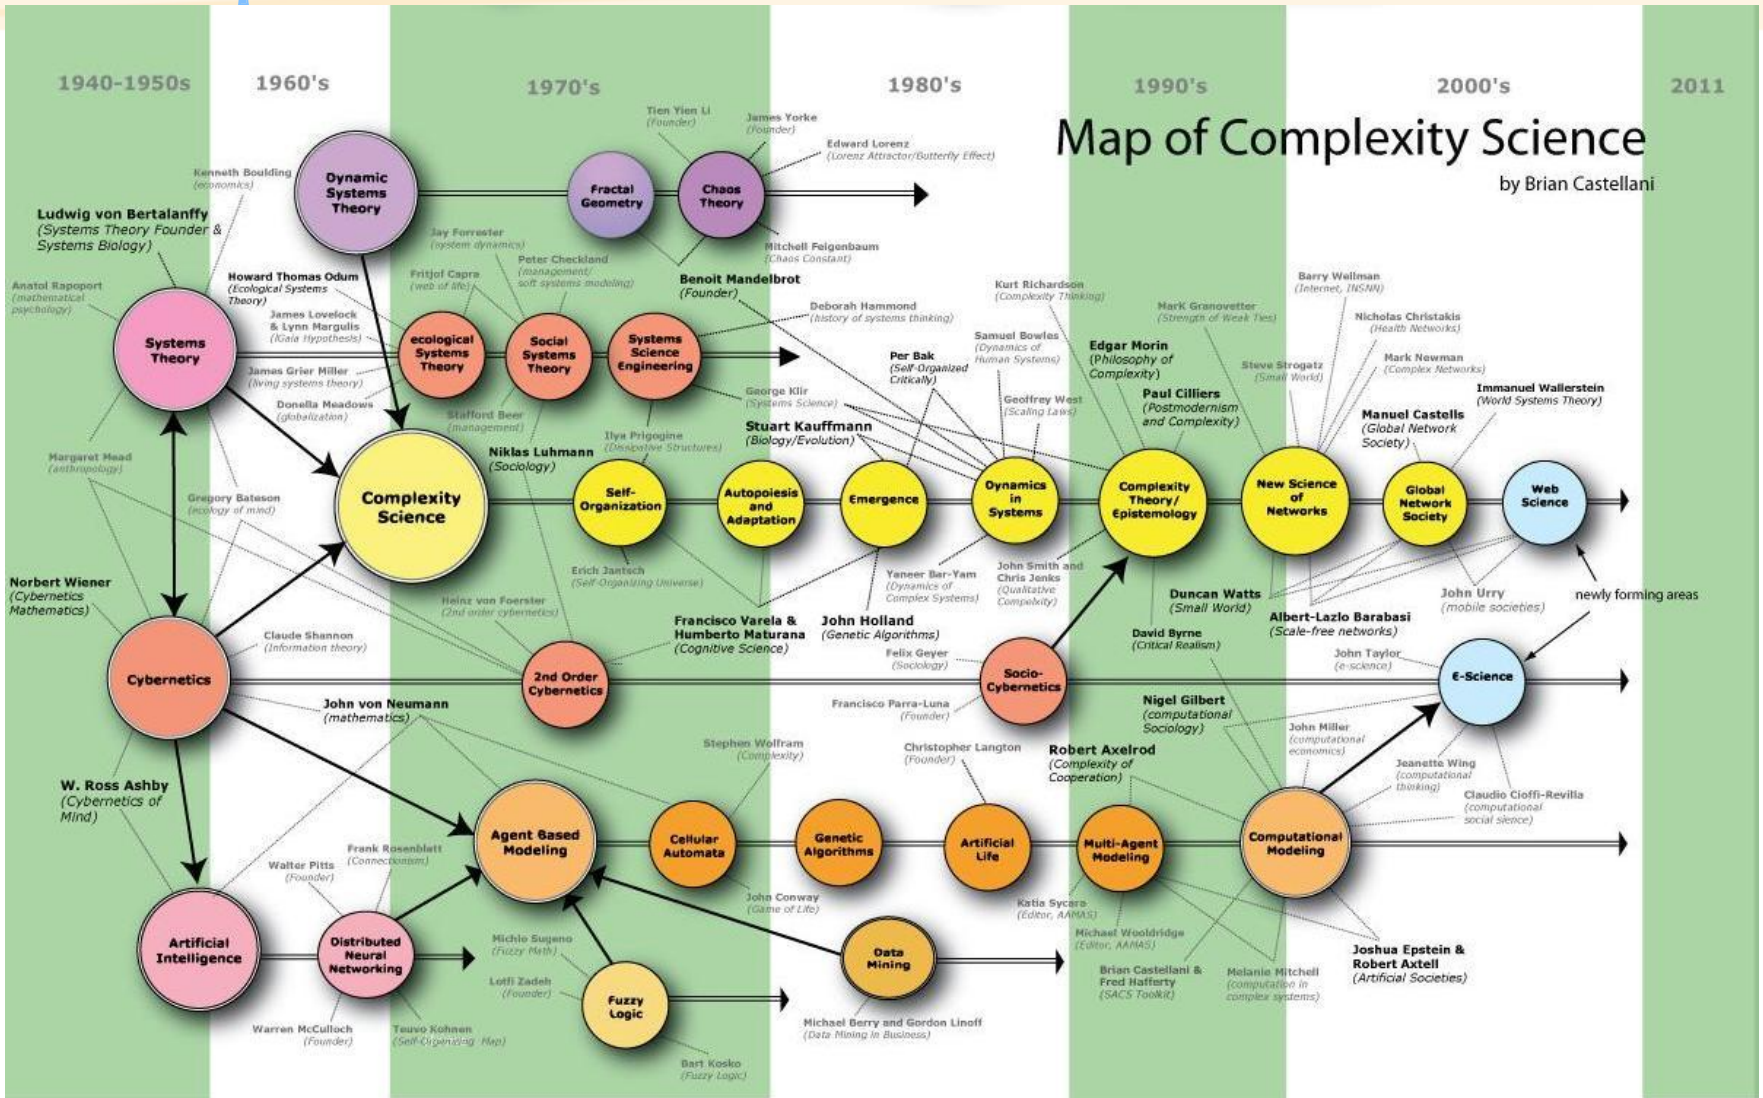 1940-1950s
1960's
1970's
1980's
1990's
2000's
2011
Map of Complexity Science
by Brian Castellani
Tien Yien Li
(Founder)
James Yorke
(Founder)
Edward Lorenz
(Lorenz Attractor/Butterfly Effect)
Kenneth Boulding
(economics)
Dynamic
Systems
Theory
Fractal
Geometry
Chaos
Theory
Ludwig von Bertalanffy
(Systems Theory Founder &
Systems Biology)
Jay Forrester
(system dynamics)
Mitchell Feigenbaum
(Chaos Constant)
Peter Checkland
(management/
soft systems modeling)
Howard Thomas Odum
(Ecological Systems
Theory)
Fritjof Capra
(web of life)
Benoit Mandelbrot
(Founder)
Anatol Rapoport
(mathematical
psychology)
James Lovelock
& Lynn Margulis
(IGaia Hypothesis)
Deborah Hammond
(history of systems thinking)
Kurt Richardson
(Complexity Thinking)
Mark Granovetter
(Strength of Weak Ties)
Barry Wellman
(Internet, INSNN)
Nicholas Christakis
(Health Networks)
Systems
Theory
ecological
Systems
Theory
Social
Systems
Theory
Systems
Science
Engineering
Samuel Bowles
(Dynamics of
Human Systems)
Edgar Morin
(Philosophy of
Complexity)
Per Bak
(Self-Organized
Critically)
Steve Strogatz
(Small World)
Mark Newman
(Complex Networks)
James Grier Miller
(living systems theory)
Donella Meadows
(globalization)
George Klir
(Systems Science)
Geoffrey West
(Scaling Laws)
Paul Cilliers
(Postmodernism
and Complexity)
Immanuel Wallerstein
(World Systems Theory)
Stafford Beer
(management)
Manuel Castells
(Global Network
Society)
Stuart Kauffmann
(Biology/Evolution)
Ilya Prigogine
(Dissipative Structures)
Niklas Luhmann
(Sociology)
Margaret Mead
(anthropology)
Gregory Bateson
(ecology of mind)
Complexity
Science
Self-
Organization
Autopoiesis
and
Adaptation
Emergence
Dynamics
in
Systems
Complexity
Theory/
Epistemology
New Science
of
Networks
Global
Network
Society
Web
Science
Erich Jantsch
(Self-Organizing Universe)
Yaneer Bar-Yam
(Dynamics of
Complex Systems)
John Smith and
Chris Jenks
(Qualitative
Compelxity)
Norbert Wiener
(Cybernetics
Mathematics)
Heinz von Foerster
(2nd order cybernetics)
Duncan Watts
(Small World)
John Urry
(mobile societies)
newly forming areas
Francisco Varela &
Humberto Maturana
(Cognitive Science)
John Holland
(Genetic Algorithms)
Albert-Lazlo Barabasi
(Scale-free networks)
Claude Shannon
(Information theory)
David Byrne
(Critical Realism)
Felix Geyer
(Sociology)
John Taylor
(e-science)
Cybernetics
2nd Order
Cybernetics
Socio-
Cybernetics
E-Science
John von Neumann
(mathematics)
Francisco Parra-Luna
(Founder)
Nigel Gilbert
(computational
Sociology)
John Miller
(computational
economics)
Stephen Wolfram
(Complexity)
Christopher Langton
(Founder)
Robert Axelrod
(Complexity of
Cooperation)
Jeanette Wing
(computational
thinking)
W. Ross Ashby
(Cybernetics of
Mind)
Claudio Cioffi-Revilla
(computational
social sience)
Agent Based
Modeling
Cellular
Automata
Genetic
Algorithms
Artificial
Life
Multi-Agent
Modeling
Computational
Modeling
Frank Rosenblatt
(Connectionism)
Walter Pitts
(Founder)
John Conway
(Game of Life)
Katia Sycara
(Editor, AAMAS)
Michael Wooldridge
(Editor, AAMAS)
Artificial
Intelligence
Distributed
Neural
Networking
Michio Sugeno
(Fuzzy Math)
Data
Mining
Joshua Epstein &
Robert Axtell
(Artificial Societies)
Brian Castellani &
Fred Hafferty
(SACS Toolkit)
Melanie Mitchell
(computation in
complex systems)
Lotfi Zadeh
(Founder)
Fuzzy
Logic
Warren McCulloch
(Founder)
Teuvo Kohnen
(Self-Organizing Map)
Michael Berry and Gordon Linoff
(Data Mining in Business)
Bart Kosko
(Fuzzy Logic)